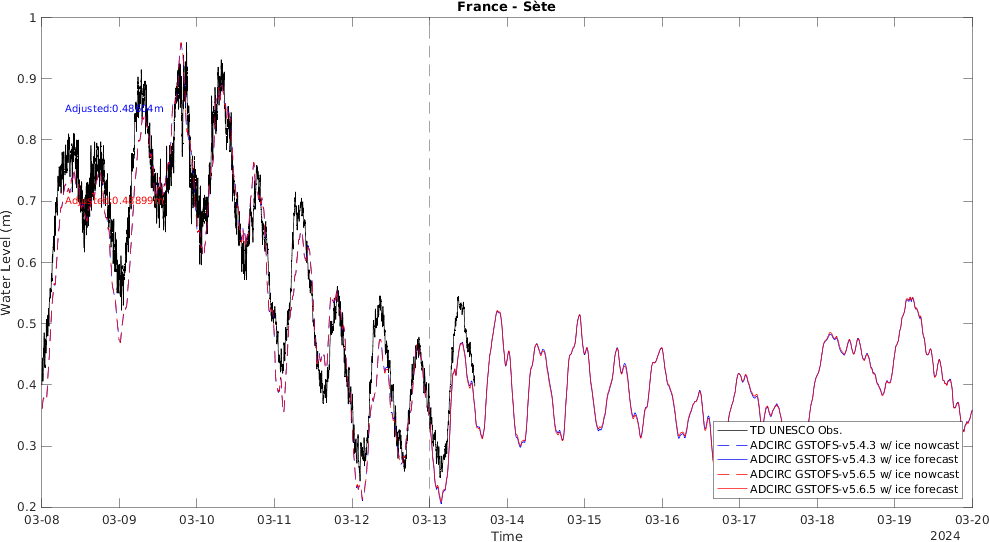 France - Sète
Water Level (m)
1
0.9
0.8
0.7
0.6
0.5
0.4
0.3
0.2
03-08
03-09
03-10
03-11
03-12
03-13
03-14
03-15
03-16
03-17
03-18
03-19
03-20
Time
2024
TD UNESCO Obs.
ADCIRC GSTOFS-v5.4.3 w/ ice nowcast
ADCIRC GSTOFS-v5.4.3 w/ ice forecast
ADCIRC GSTOFS-v5.6.5 w/ ice nowcast
ADCIRC GSTOFS-v5.6.5 w/ ice forecast